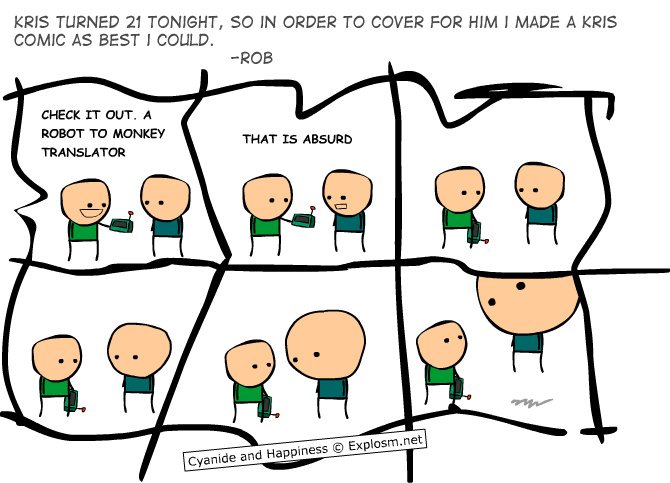 KRIS TURNED 21 TONIGHT, SO IN ORDER TO COVER FOR HIM I MADE A KRIS
COMIC AS BEST I COULD.
-ROB
CHECK IT OUT. A
ROBOT TO MONKEY
TRANSLATOR
THAT IS ABSURD
Cyanide and Happiness © Explosm.net